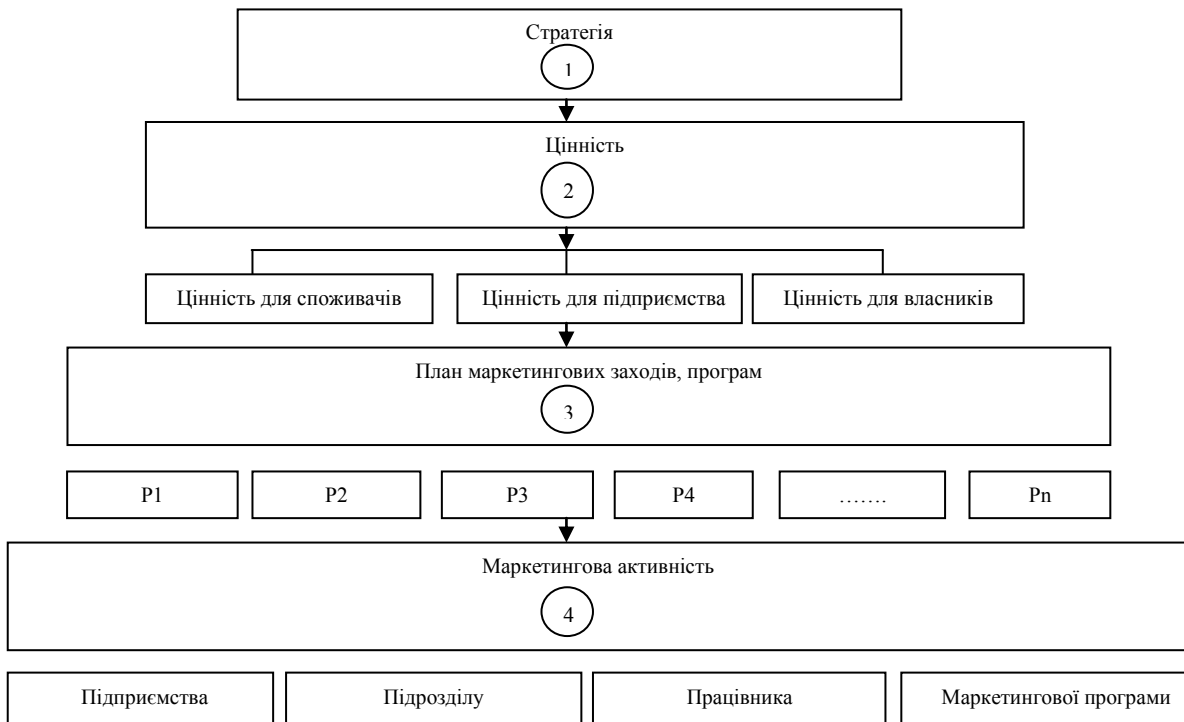 Стратегія
1
Цінність
2
Цінність для споживачів
Цінність для підприємства
Цінність для власників
План маркетингових заходів, програм
3
P1
P2
P3
P4
…….
Pn
Маркетингова активність
4
Підприємства
Підрозділу
Працівника
Маркетингової програми